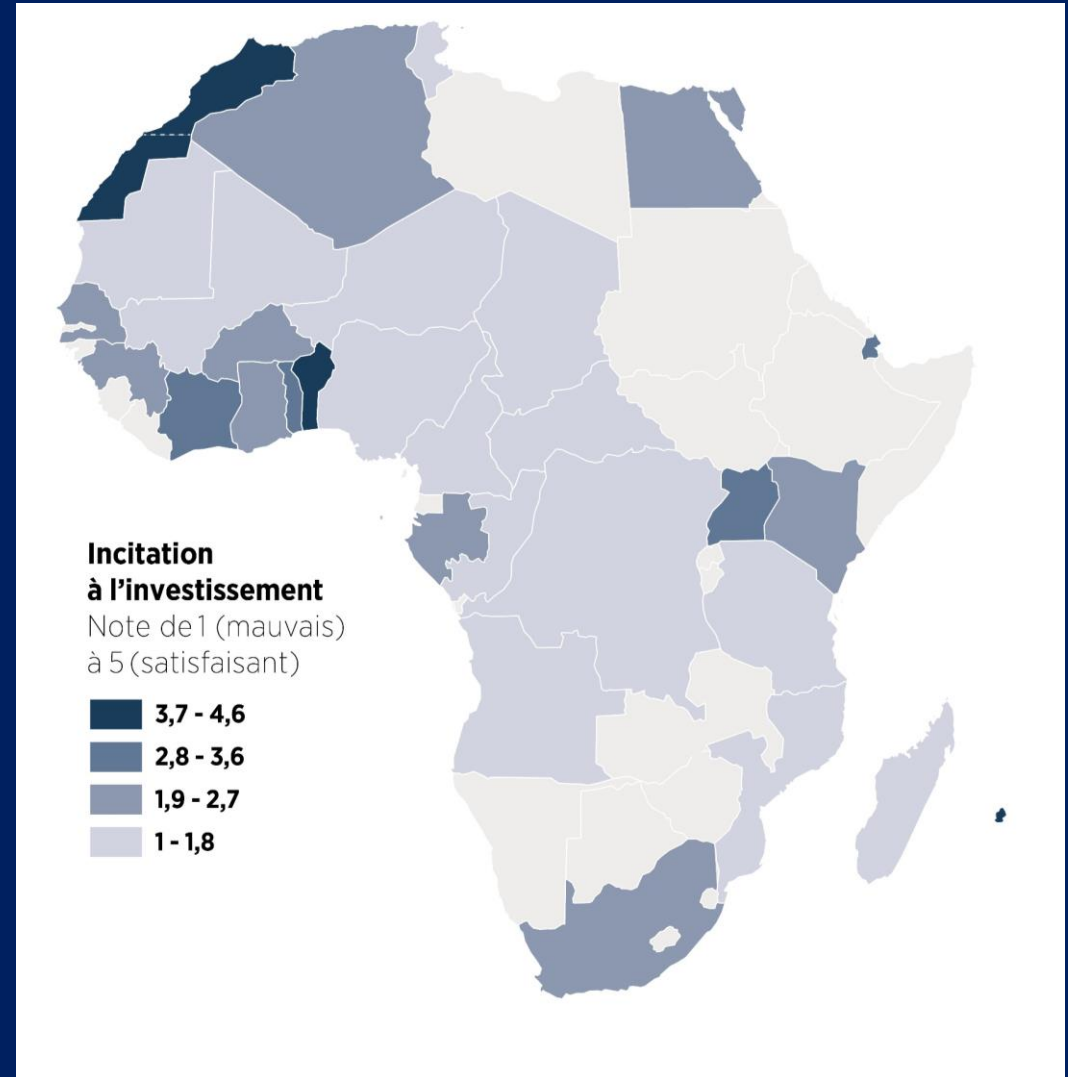 Incitation
à l’investissement
Note de 1 (mauvais)
à 5 (satisfaisant)
3,7 - 4,6
2,8 - 3,6
1,9 - 2,7
1 - 1,8